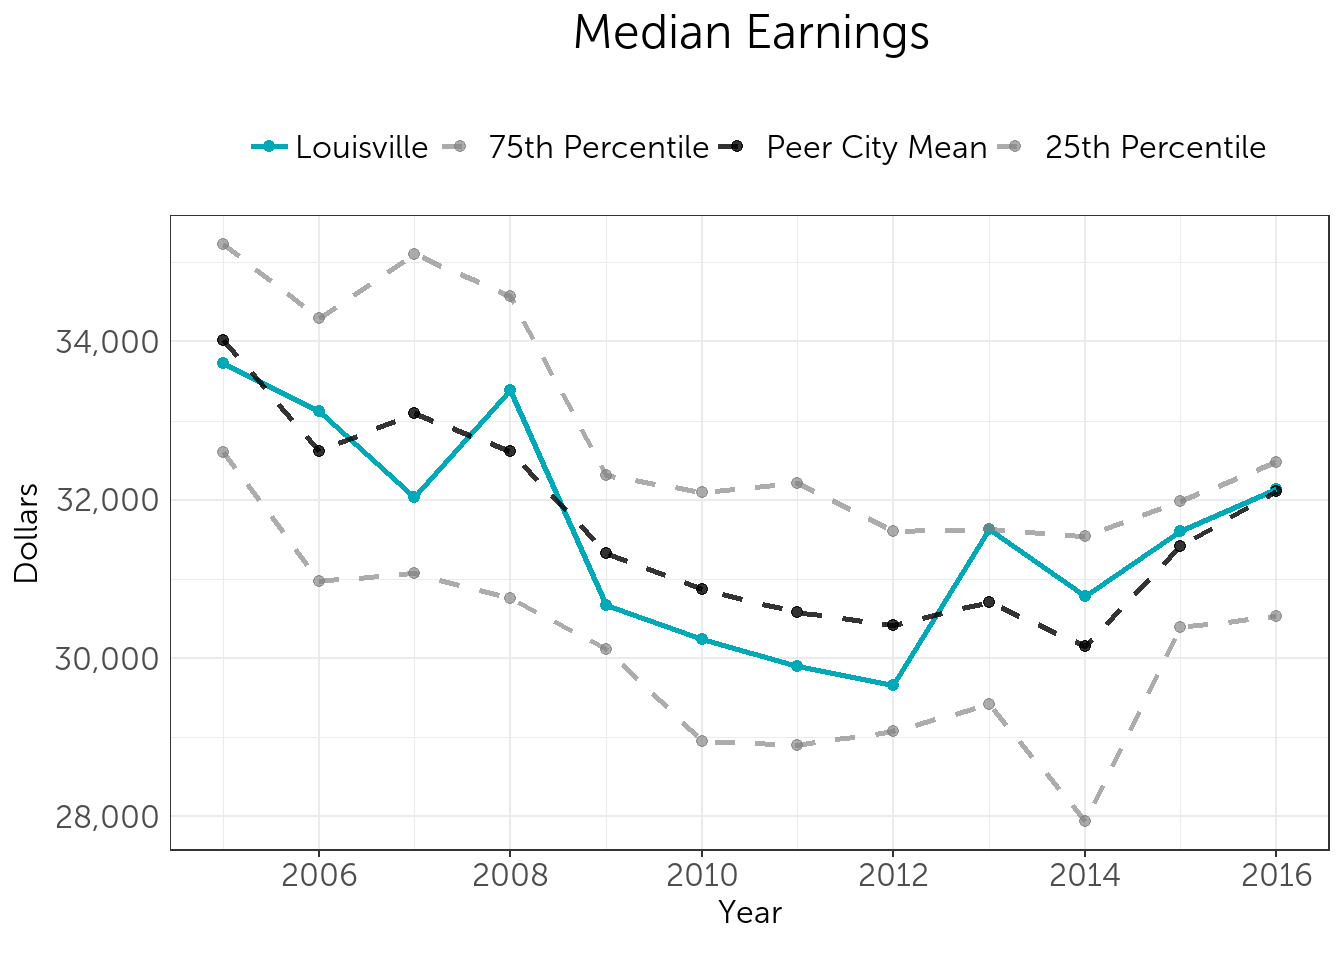 Median Earnings
Louisville 75th Percentile Peer City Mean 25th Percentile
34,000
32,000
30,000
28,000
Dollars
2006 2008 2010 2012 2014 2016
Year